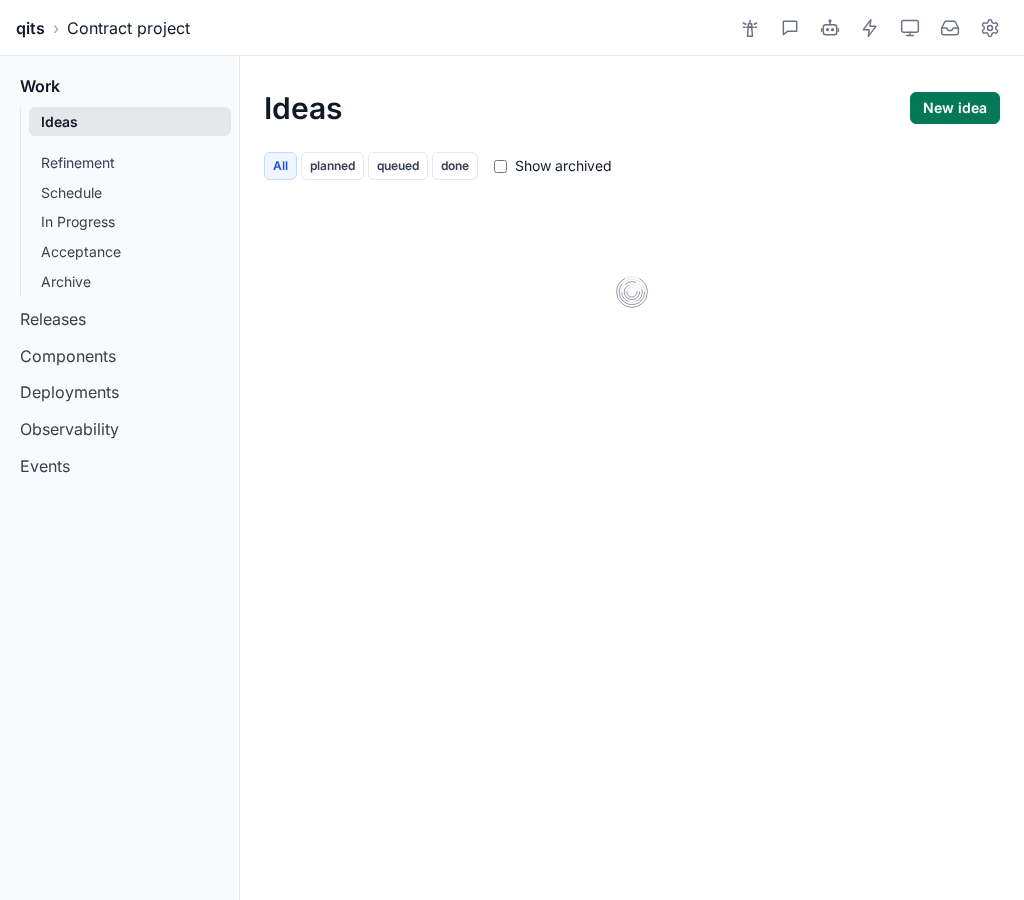 qits › Contract project
Work
Ideas
Refinement
Schedule
In Progress
Acceptance
Archive
Releases
Components
Deployments
Observability
Events
Ideas
New idea
All planned queued done Show archived